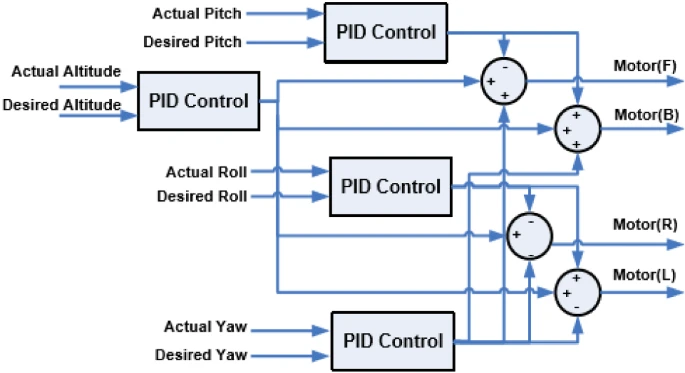 Actual Pitch
Desired Pitch
PID Control
Actual Altitude
Desired Altitude
PID Control
Motor(F)
Motor(B)
-
+
+
+
+
+
Actual Roll
Desired Roll
PID Control
Motor(R)
Motor(L)
-
+
-
+
+
-
Actual Yaw
Desired Yaw
PID Control